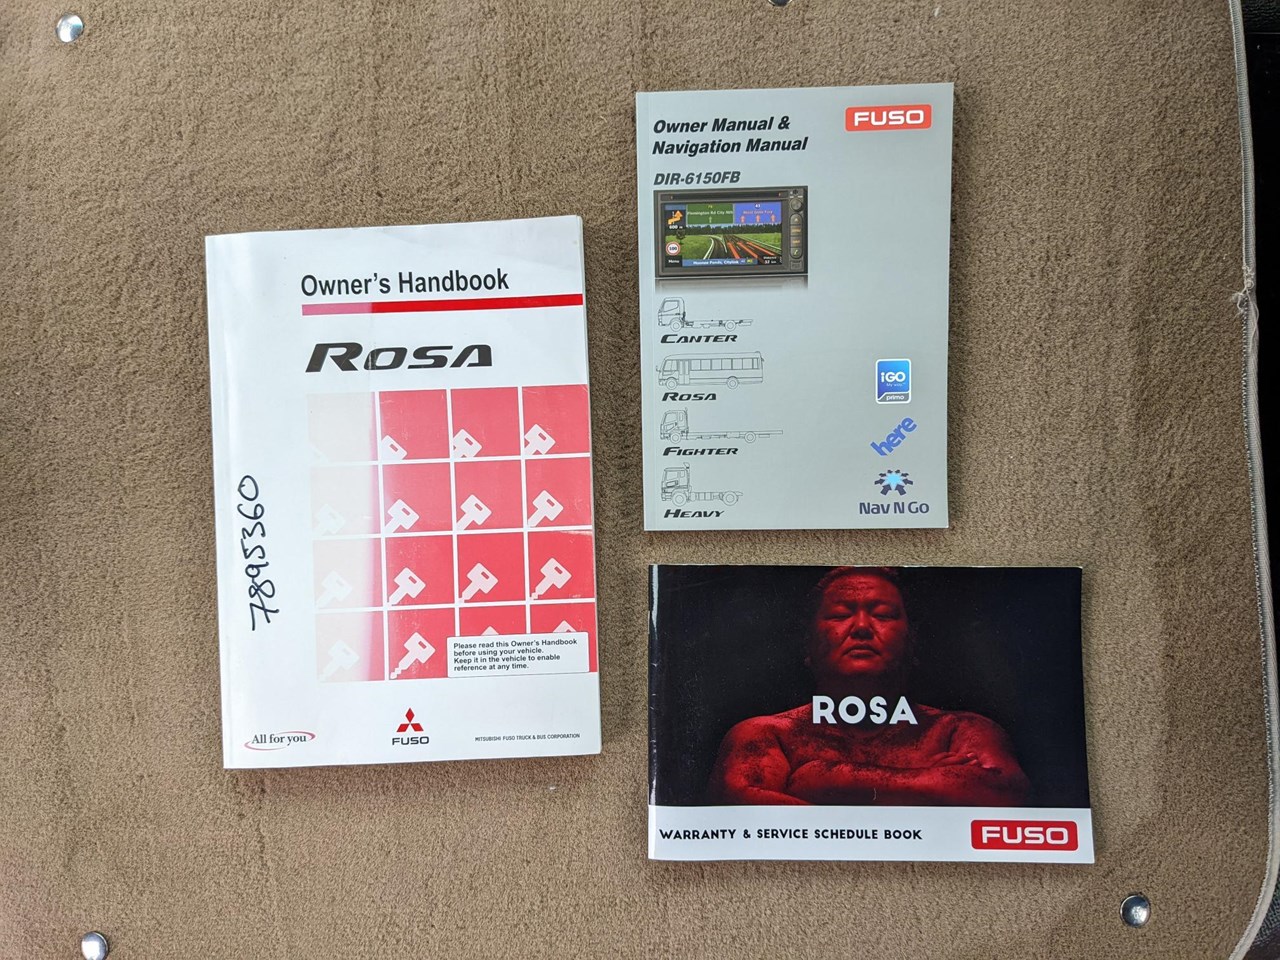 Owner's Handbook
ROSA
7895360
Please read this Owner's Handbook
before using your vehicle.
Keep it in the vehicle to enable
reference at any time.
All for you
FUSO
MITSUBISHI FUSO TRUCK & BUS CORPORATION
Owner Manual &
Navigation Manual
FUSO
DIR-6150FB
Menu
CANTER
ROSA
FIGHTER
HEAVY
iGO
primo
here
Nav N Go
ROSA
WARRANTY & SERVICE SCHEDULE BOOK
FUSO